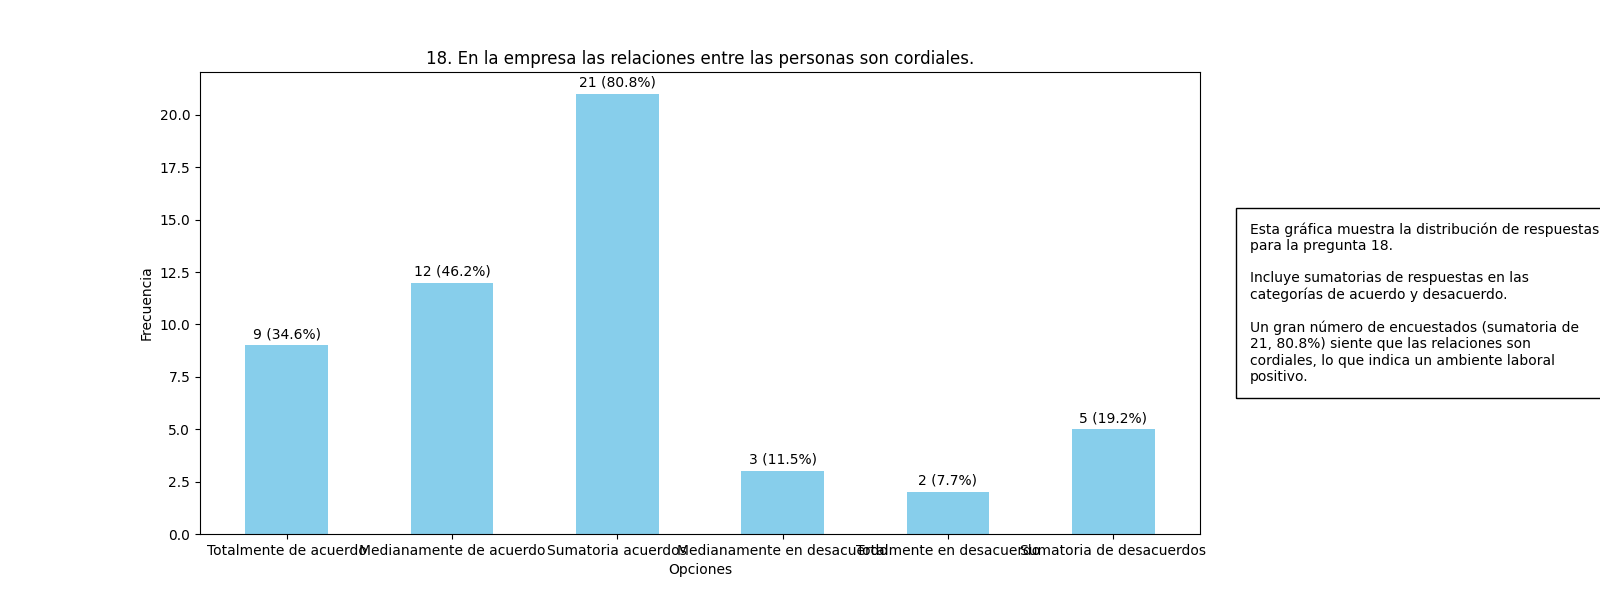 18. En la empresa las relaciones entre las personas son cordiales.
Frecuencia
20.0
17.5
15.0
12.5
10.0
7.5
5.0
2.5
0.0
9 (34.6%)
12 (46.2%)
21 (80.8%)
3 (11.5%)
2 (7.7%)
5 (19.2%)
Totalmente de acuerdo
Medianamente de acuerdo
Sumatoria acuerdos
Medianamente en desacuerdo
Totalmente en desacuerdo
Sumatoria de desacuerdos
Opciones
Esta gráfica muestra la distribución de respuestas
para la pregunta 18.
Incluye sumatorias de respuestas en las
categorías de acuerdo y desacuerdo.
Un gran número de encuestados (sumatoria de
21, 80.8%) siente que las relaciones son
cordiales, lo que indica un ambiente laboral
positivo.